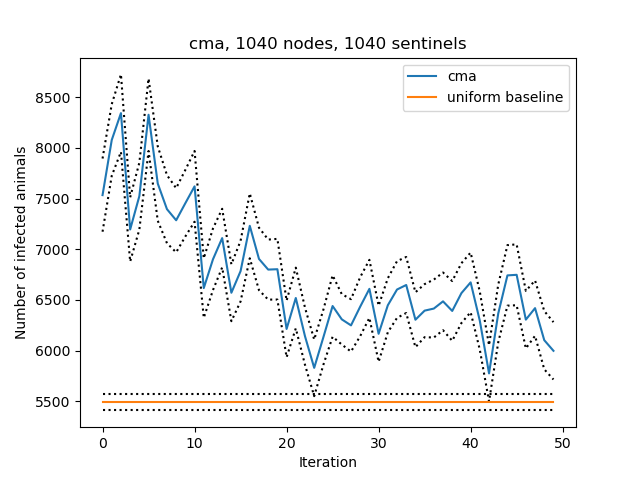 cma, 1040 nodes, 1040 sentinels
cma
uniform baseline
Number of infected animals
8500
8000
7500
7000
6500
6000
5500
0 10 20 30 40 50
Iteration